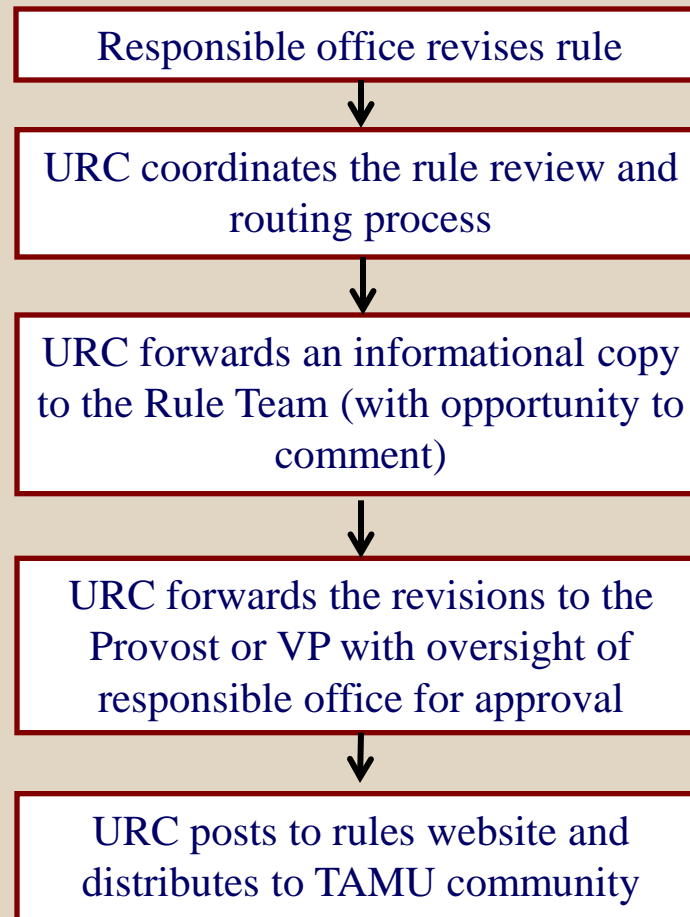 Responsible office revises rule
URC coordinates the rule review and
routing process
URC forwards an informational copy
to the Rule Team (with opportunity to
comment)
URC forwards the revisions to the
Provost or VP with oversight of
responsible office for approval
URC posts to rules website and
distributes to TAMU community